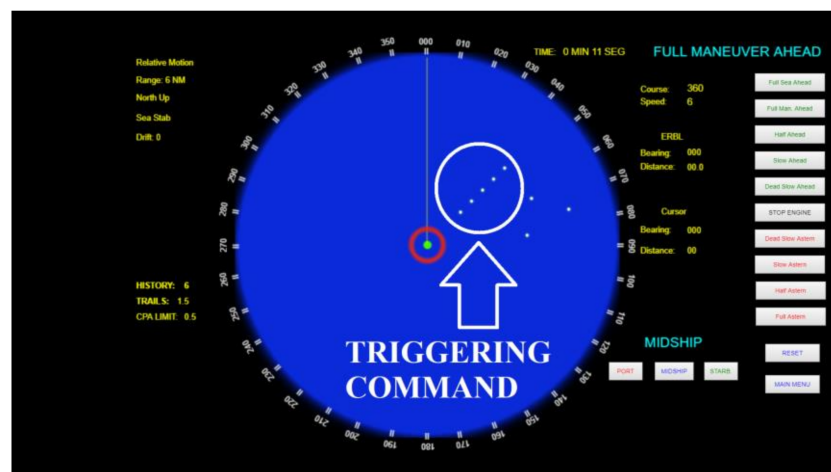 Relative Motion
Range: 6 NM
North Up
Sea Stab
Drift: 0
HISTORY: 6
TRAILS: 1.5
CPA LIMIT: 0.5
350 000 010
340 020
330 030
320 040
310 050
300 060
290 070
280 080
270 090
260 100
250 110
240 120
230 130
220 140
210 150
200 160
190 180 170
TRIGGERING
COMMAND
TIME: 0 MIN 11 SEG
FULL MANEUVER AHEAD
Course: 360
Speed: 6
ERBL
Bearing: 000
Distance: 00.0
Cursor
Bearing: 000
Distance: 00
Full Sea Ahead
Full Man. Ahead
Half Ahead
Slow Ahead
Dead Slow Ahead
STOP ENGINE
Dead Slow Astern
Slow Astern
Half Astern
Full Astern
MIDSHIP
PORT MIDSHIP STARB
RESET
MAIN MENU